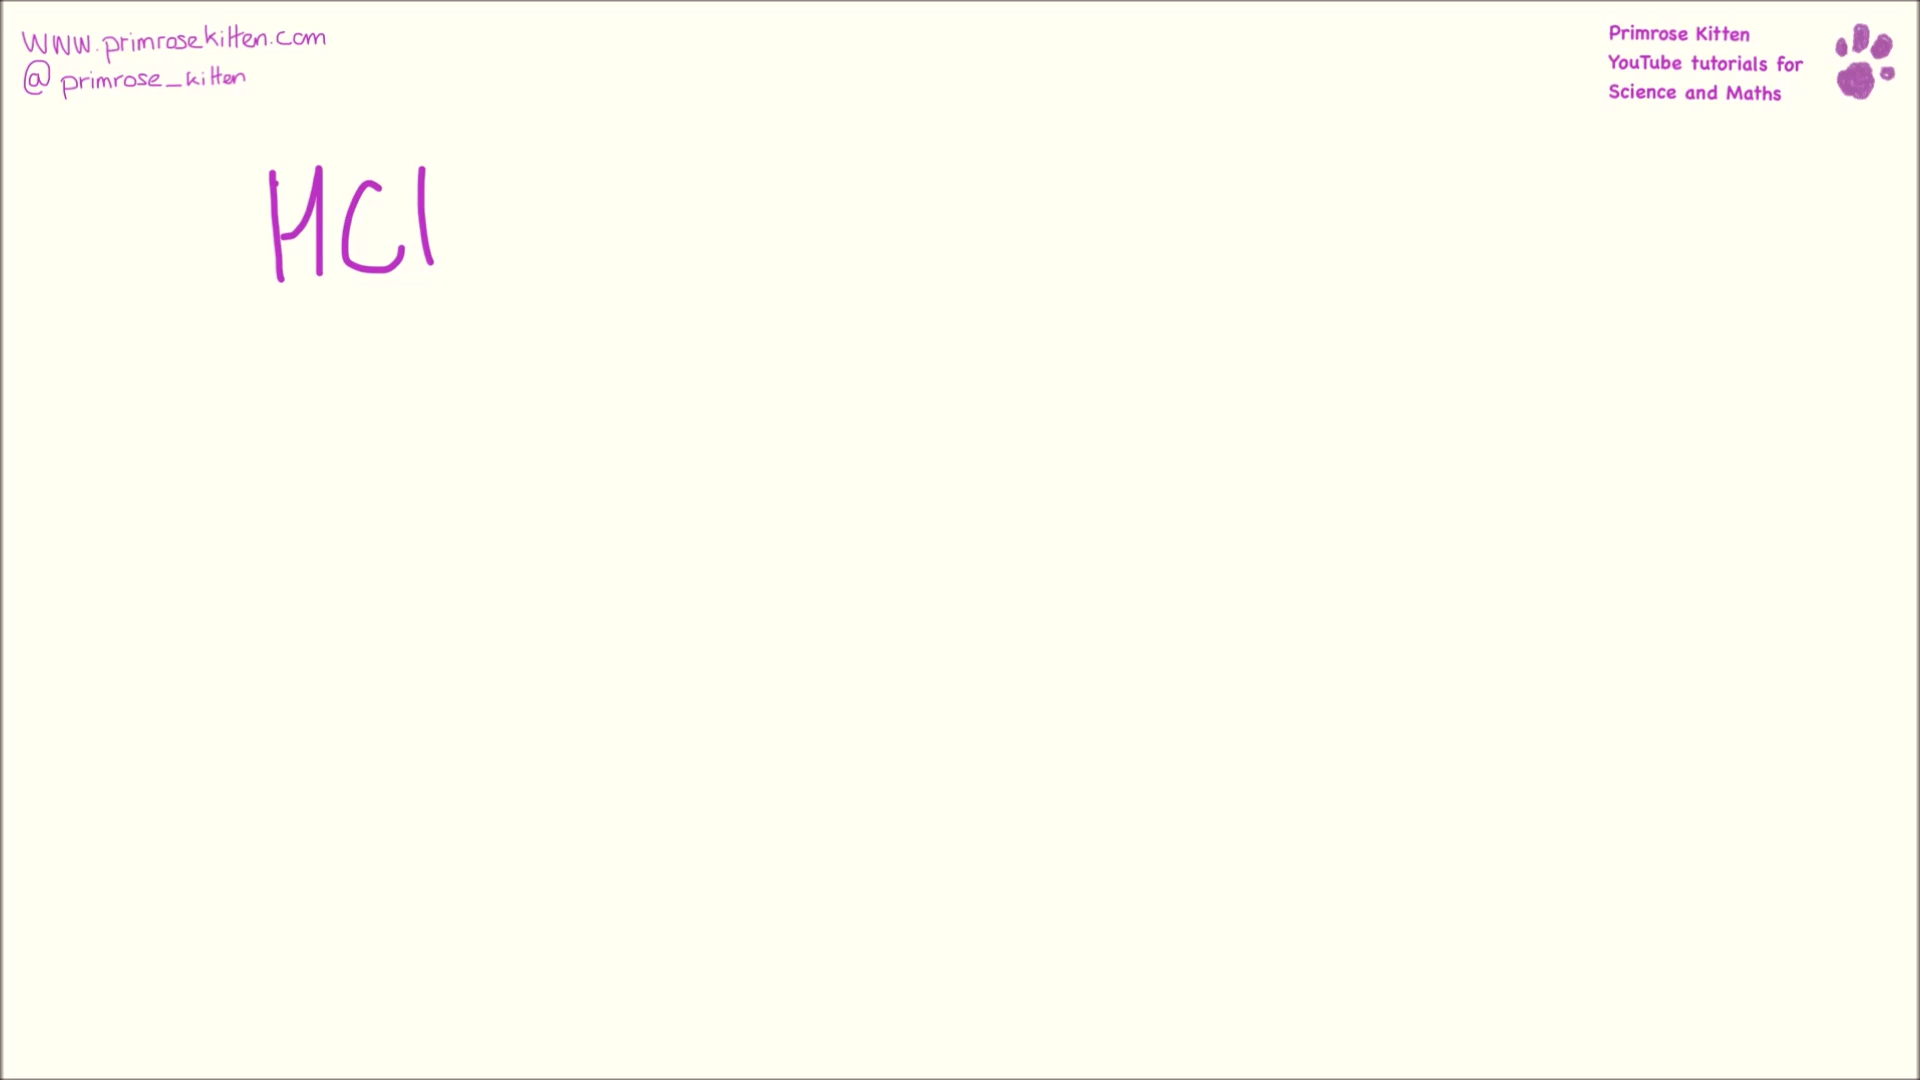 www.primrosekitten.com
@primrose_kitten
Primrose Kitten
YouTube tutorials for
Science and Maths
HCl